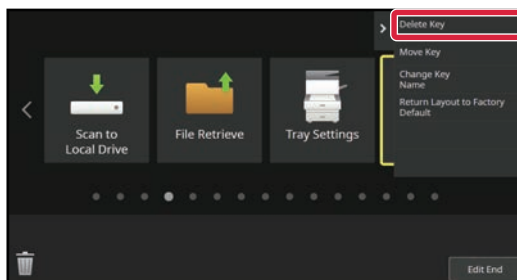 Delete Key
Move Key
Change Key
Name
Return Layout to Factory
Default
Scan to
Local Drive
File Retrieve
Tray Settings
Edit End